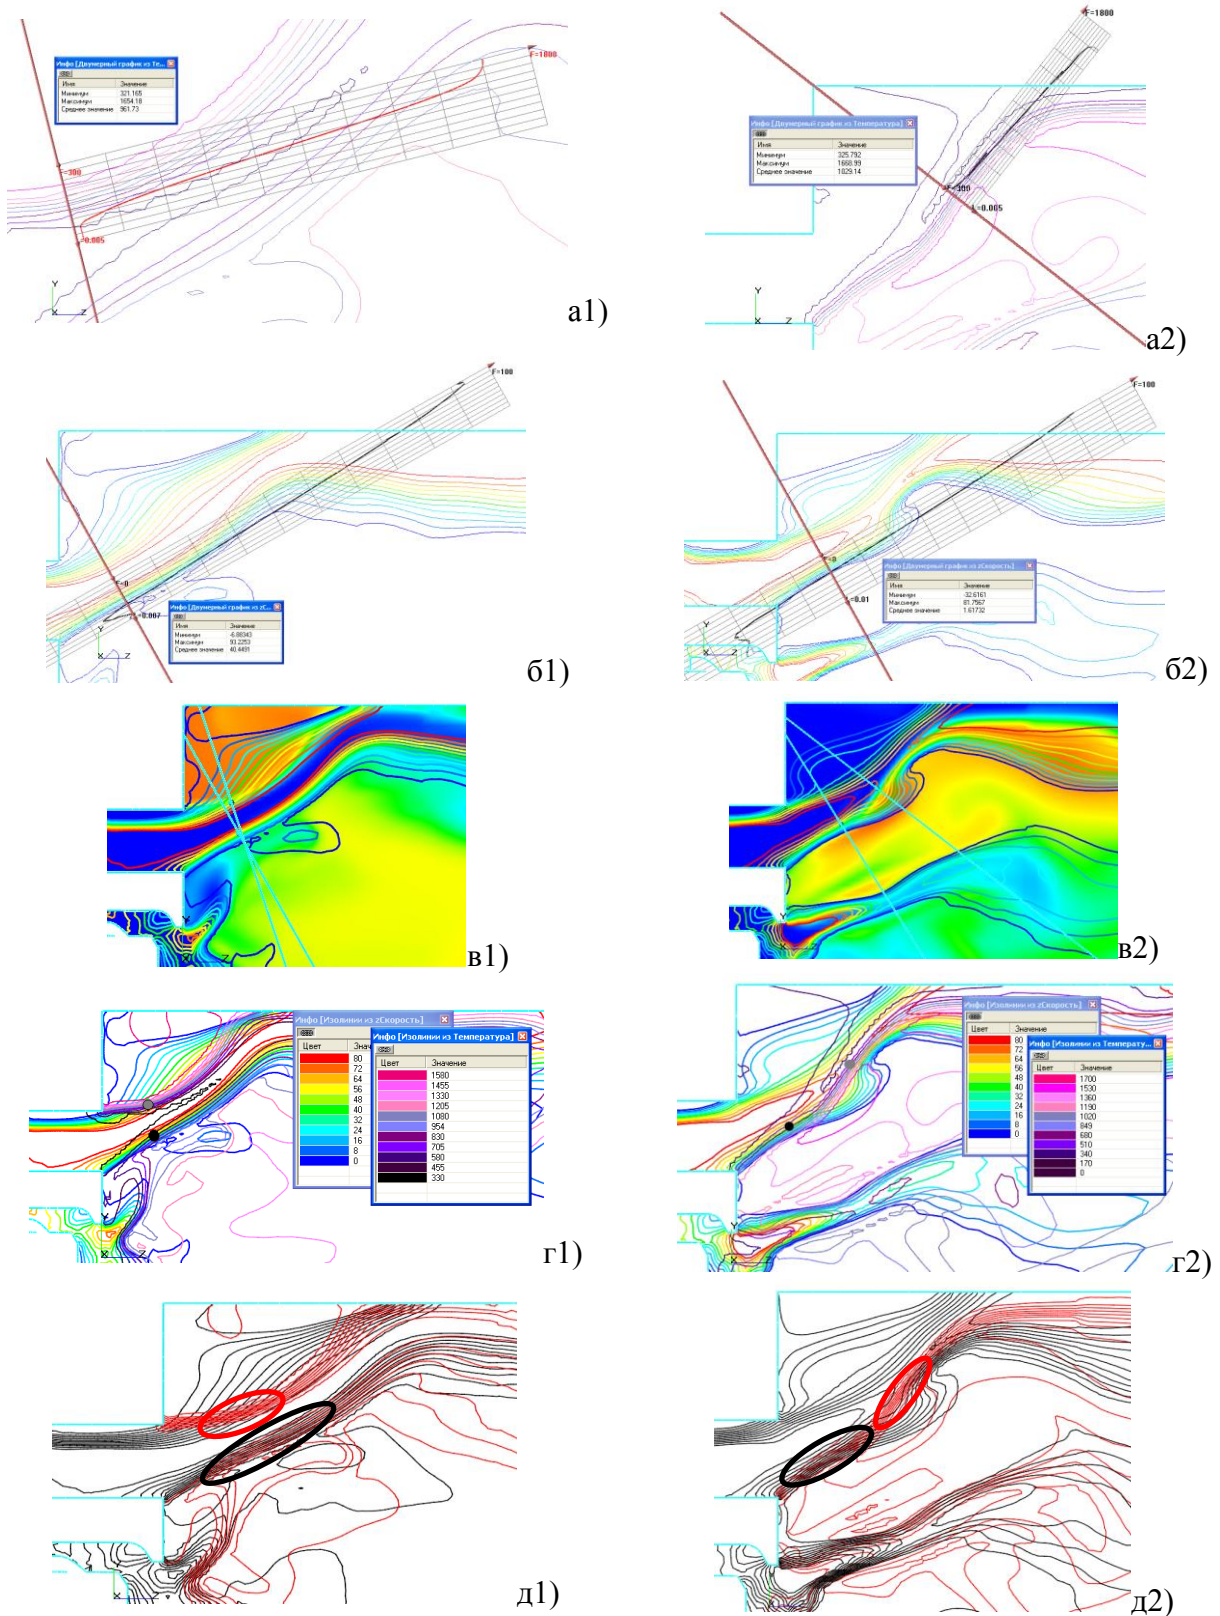 F=1800
Инфо [Двумерный график из Те...
Имя Значение
Минимум 321.165
Максимум 1654.18
Среднее значение 961.73
F=300
=0.005
Y
X Z
а1)
F=1800
Инфо [Двумерный график из Температура]
Имя Значение
Минимум 325.792
Максимум 1668.99
Среднее значение 1029.14
F=300
L=0.005
Y
X Z
а2)
F=100
F=0
L=0.007
Инфо [Двумерный график из zС...
Имя Значение
Минимум -6.88343
Максимум 93.2253
Среднее значение 40.4491
Y
X Z
б1)
F=100
F=0
L=0.01
Инфо [Двумерный график из zСкорость]
Имя Значение
Минимум -32.6161
Максимум 81.7567
Среднее значение 1.61732
Y
X Z
б2)
Y
X Z
в1)
Y
X Z
в2)
Инфо [Изолинии из zСкорость]
Цвет Знач
80
72
64
56
48
40
32
24
16
8
0
Инфо [Изолинии из Температура]
Цвет Значение
1580
1455
1330
1205
1080
954
830
705
580
455
330
Y
X Z
г1)
Инфо [Изолинии из zСкорость]
Цвет Значение
80
72
64
56
48
40
32
24
16
8
0
Инфо [Изолинии из Температу...
Цвет Значение
1700
1530
1360
1190
1020
849
680
510
340
170
0
Y
X Z
г2)
X
д1)
X
д2)